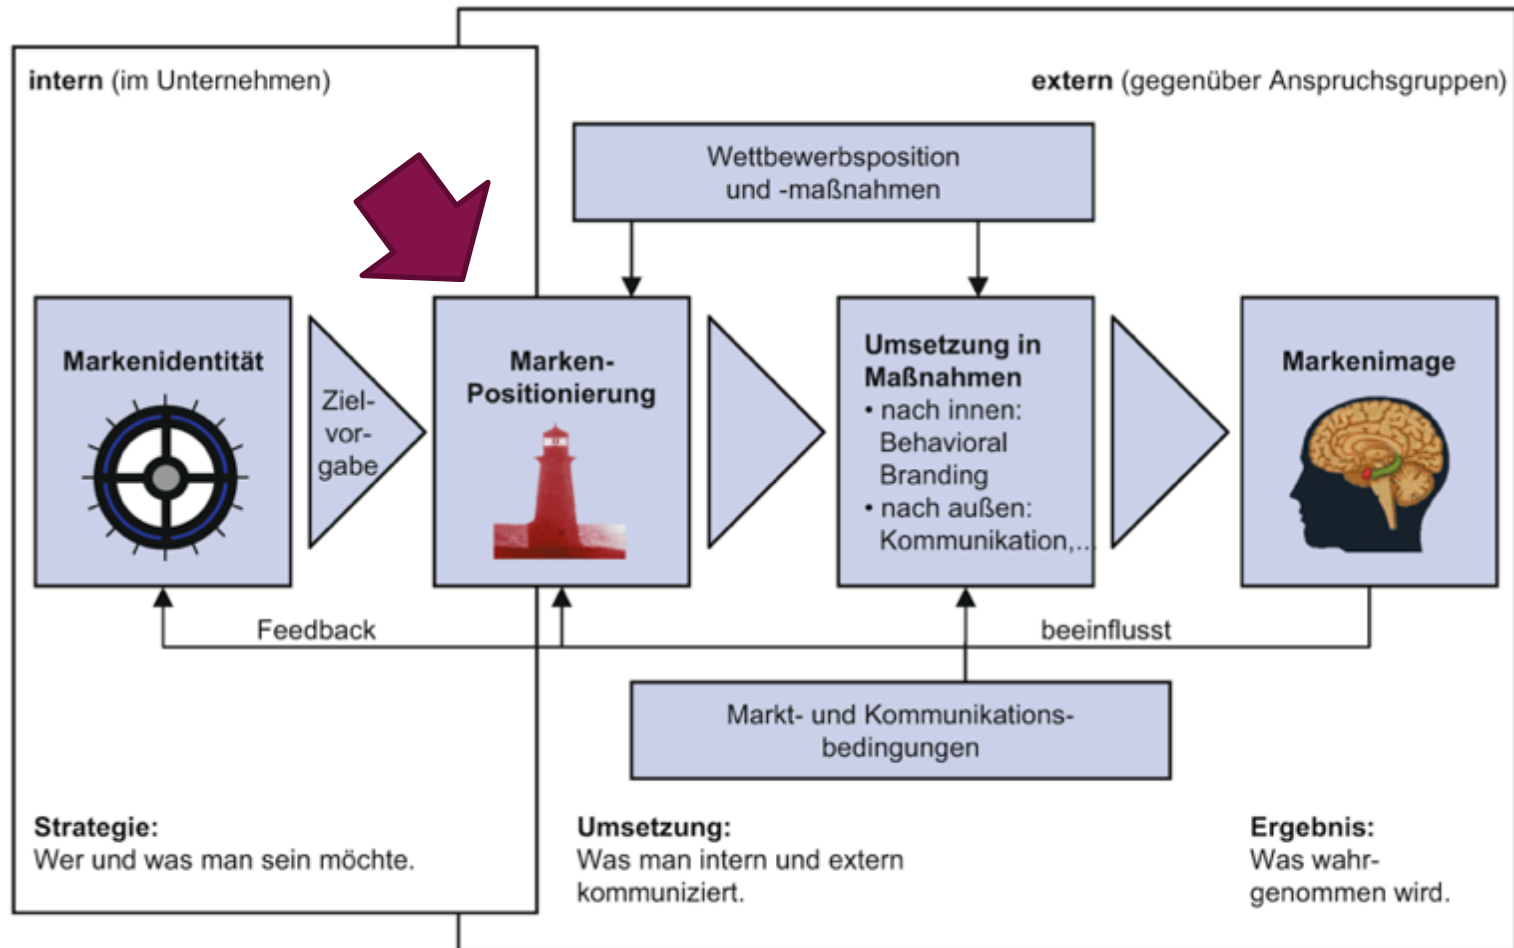 intern (im Unternehmen)
extern (gegenüber Anspruchsgruppen)
Wettbewerbsposition
und -maßnahmen
Markenidentität
Ziel-
vor-
gabe
Marken-
Positionierung
Umsetzung in
Maßnahmen
• nach innen:
Behavioral
Branding
• nach außen:
Kommunikation,...
Markenimage
Feedback
beeinflusst
Markt- und Kommunikations-
bedingungen
Strategie:
Wer und was man sein möchte.
Umsetzung:
Was man intern und extern
kommuniziert.
Ergebnis:
Was wahr-
genommen wird.